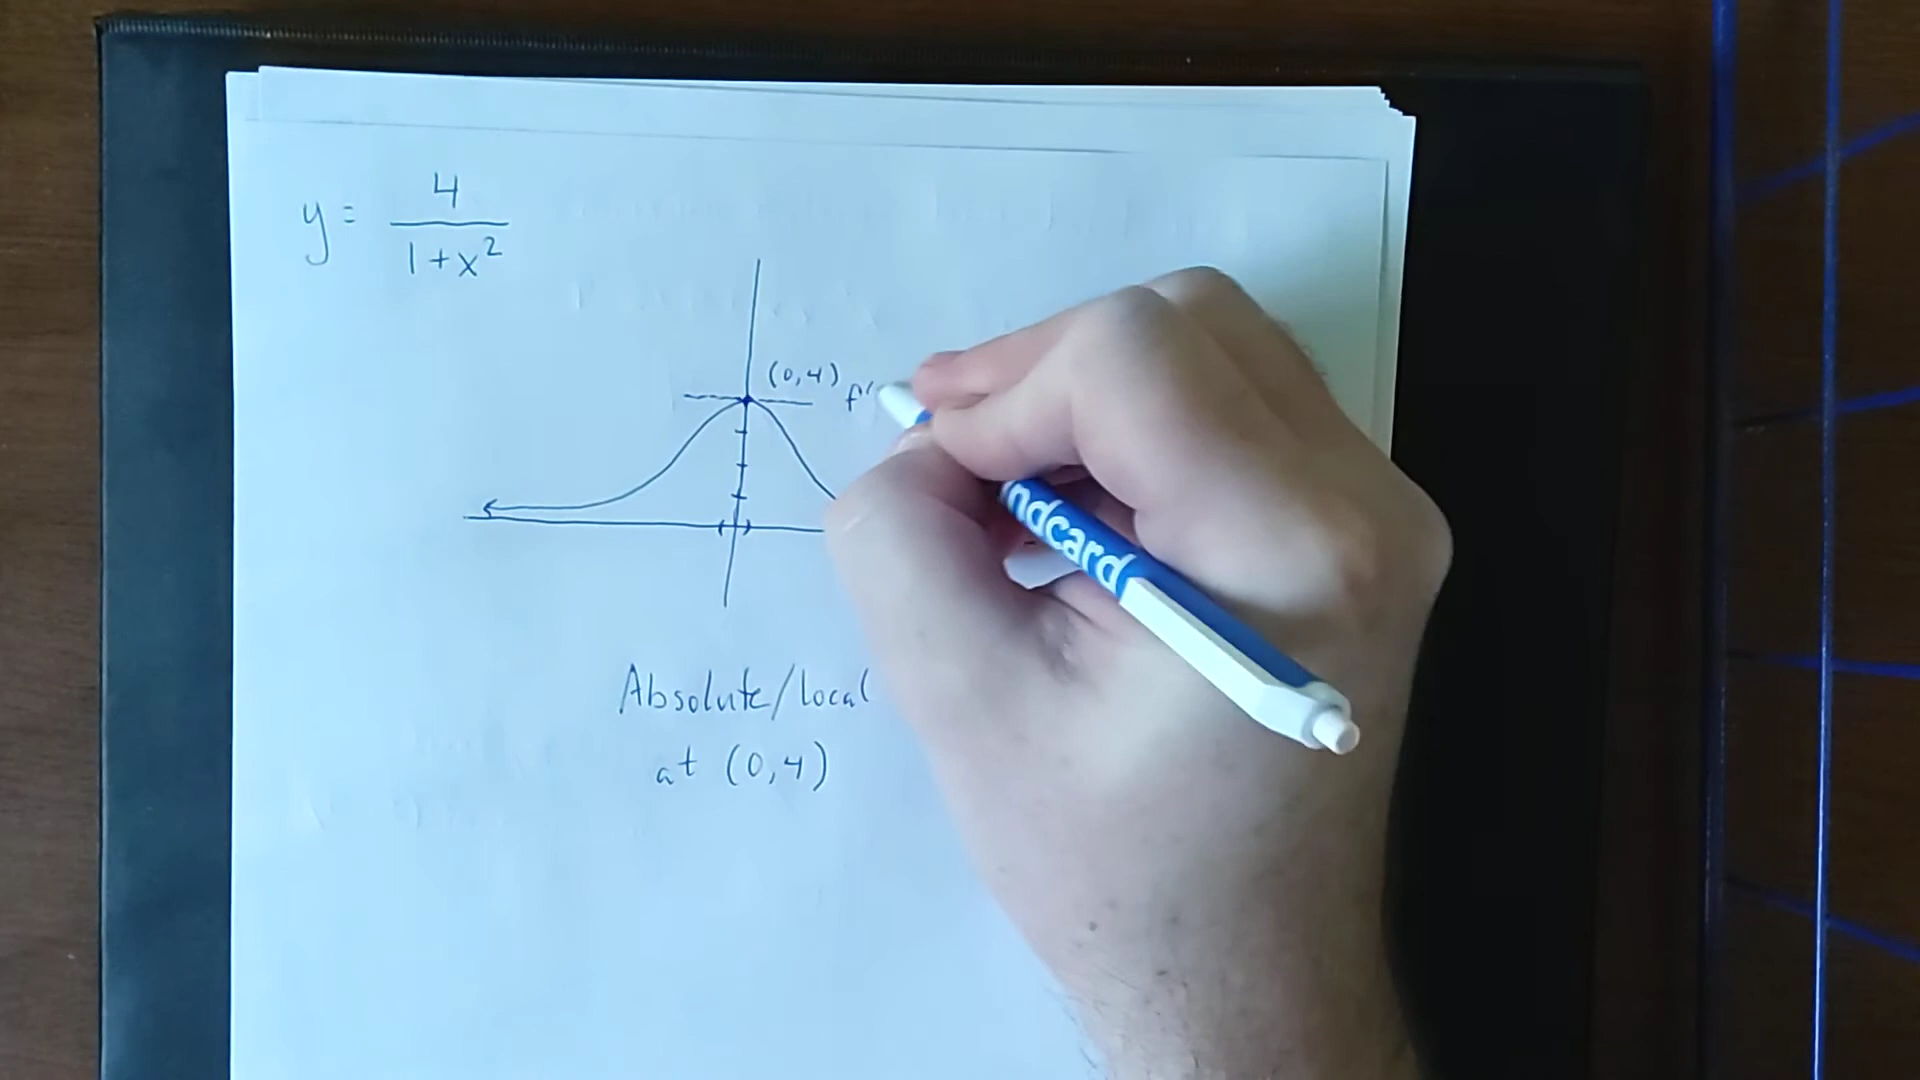 y = 4/(1+x²)
(0,4) f'
Absolute/local
at (0,4)
ndcard